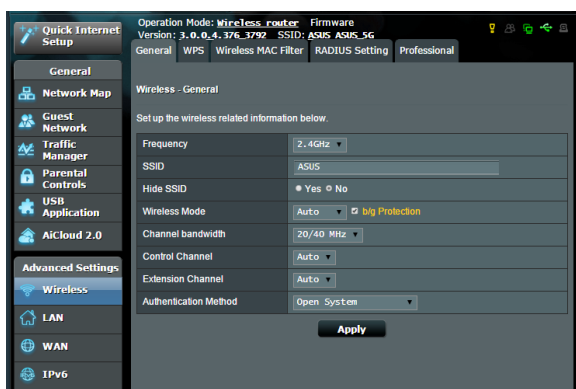 Quick Internet
Setup
Operation Mode: Wireless router Firmware
Version: 3.0.0.4.376_3792 SSID: ASUS ASUS_5G
General WPS Wireless MAC Filter RADIUS Setting Professional
General
Network Map
Guest
Network
Traffic
Manager
Parental
Controls
USB
Application
AiCloud 2.0
Advanced Settings
Wireless
LAN
WAN
IPv6
Wireless - General
Set up the wireless related information below.
Frequency 2.4GHz
SSID ASUS
Hide SSID Yes No
Wireless Mode Auto b/g Protection
Channel bandwidth 20/40 MHz
Control Channel Auto
Extension Channel Auto
Authentication Method Open System
Apply